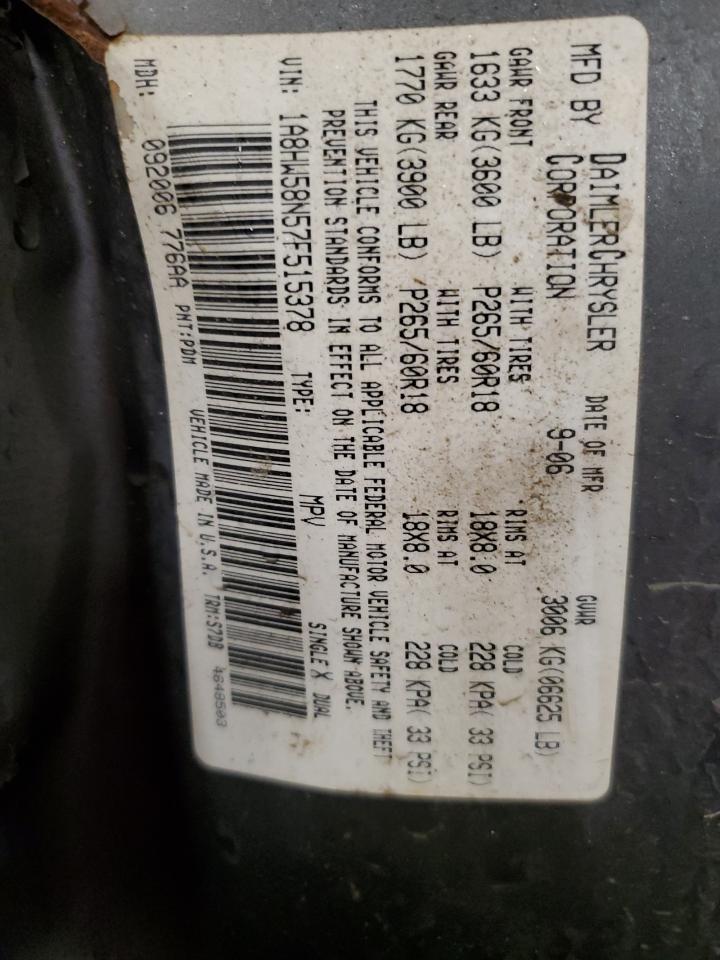 MFD BY DAIMLERCHRYSLER CORPORATION DATE OF MFR 9-06 GVWR 3006 KG(06625 LB)
GAWR FRONT WITH TIRES RIMS AT COLD
1633 KG(3600 LB) P265/60R18 18X8.0 228 KPA( 33 PSI)
GAWR REAR WITH TIRES RIMS AT COLD
1770 KG(3900 LB) P265/60R18 18X8.0 228 KPA( 33 PSI)
THIS VEHICLE CONFORMS TO ALL APPLICABLE FEDERAL MOTOR VEHICLE SAFETY AND THEFT
PREVENTION STANDARDS IN EFFECT ON THE DATE OF MANUFACTURE SHOWN ABOVE.
VIN: 1A8HW58N57F515378 TYPE: MPV SINGLE X DUAL
MDH: 092006 776AA PNT:PDM VEHICLE MADE IN U.S.A. TRM:S7DB 4648503